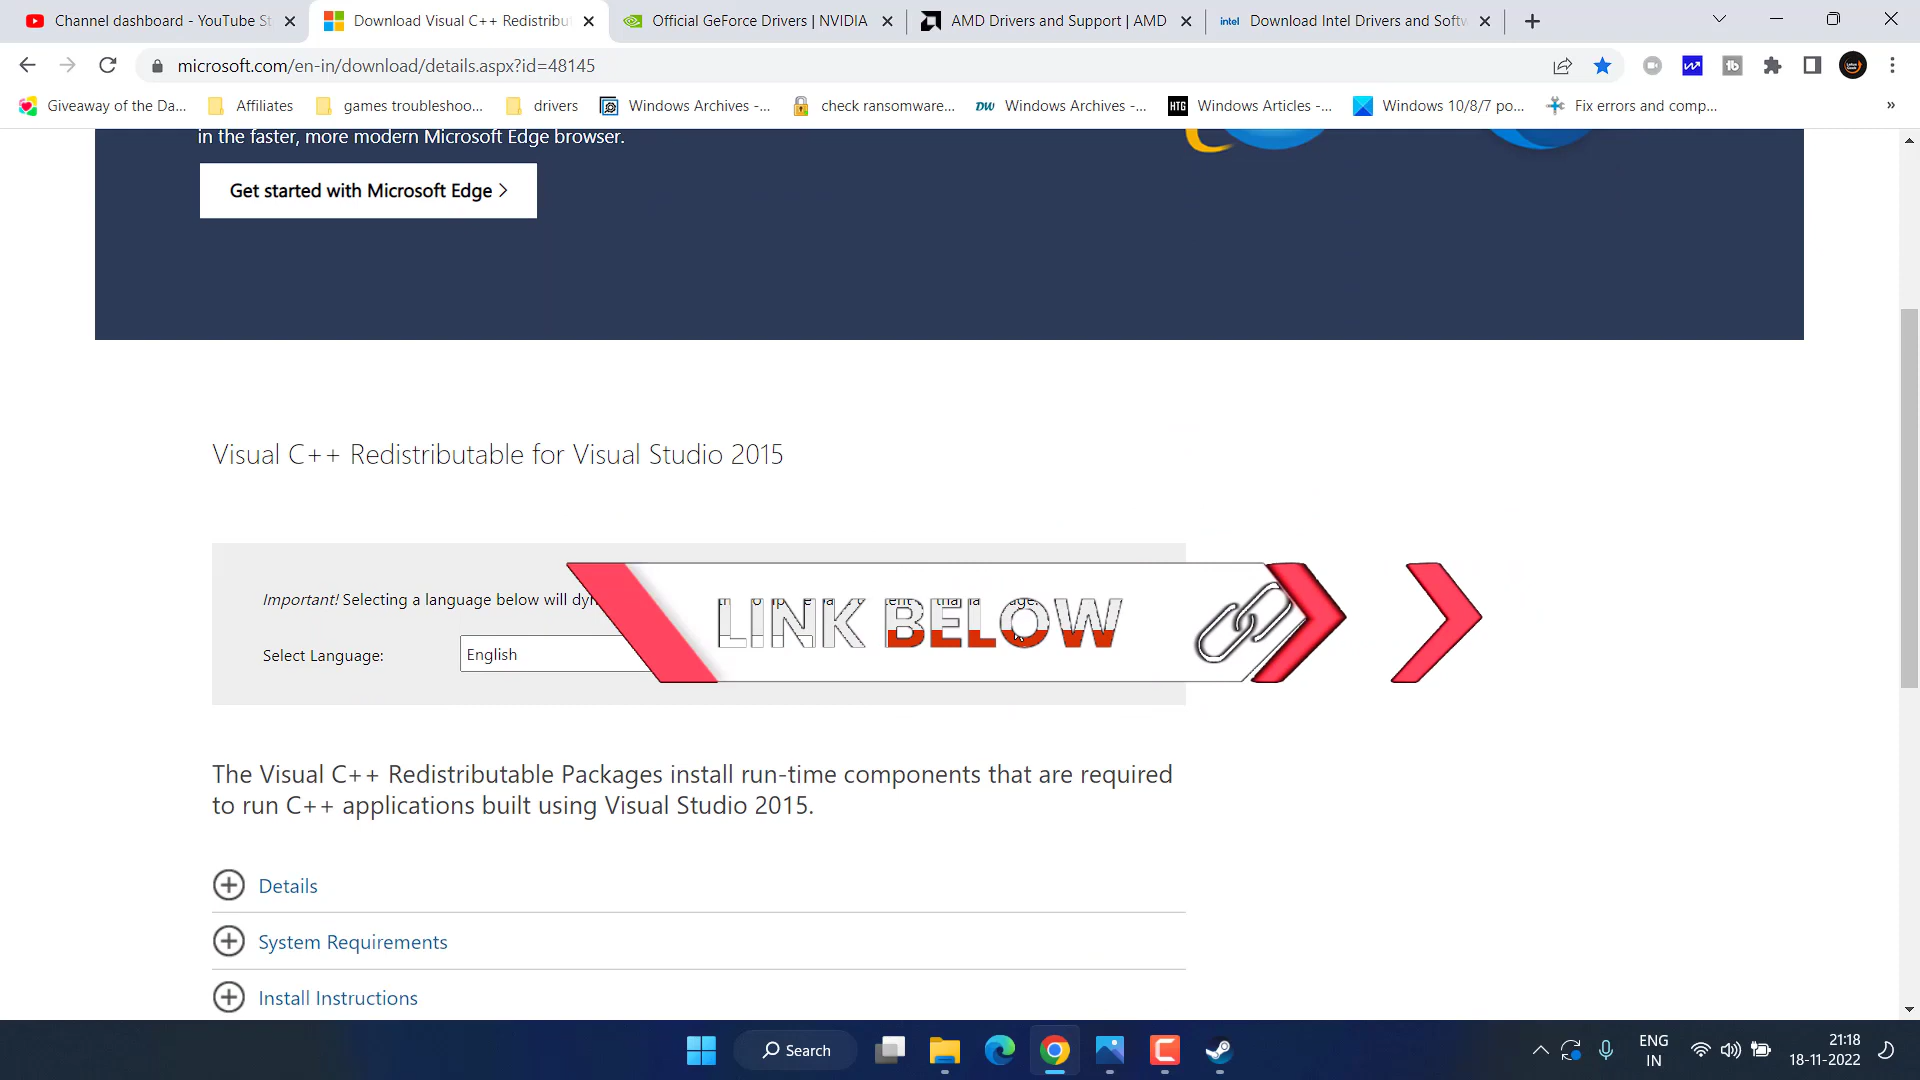 Channel dashboard - YouTube St
Download Visual C++ Redistribu
Official GeForce Drivers | NVIDIA
AMD Drivers and Support | AMD
intel Download Intel Drivers and Softw
microsoft.com/en-in/download/details.aspx?id=48145
Giveaway of the Da...
Affiliates
games troubleshoo...
drivers
Windows Archives -...
check ransomware...
DW Windows Archives -...
HTG Windows Articles -...
Windows 10/8/7 po...
Fix errors and comp...
»
in the faster, more modern Microsoft Edge browser.
Get started with Microsoft Edge >
Visual C++ Redistributable for Visual Studio 2015
Important! Selecting a language below will
LINK BELOW
Select Language:
English
The Visual C++ Redistributable Packages install run-time components that are required
to run C++ applications built using Visual Studio 2015.
Details
System Requirements
Install Instructions
Search
ENG
IN
21:18
18-11-2022